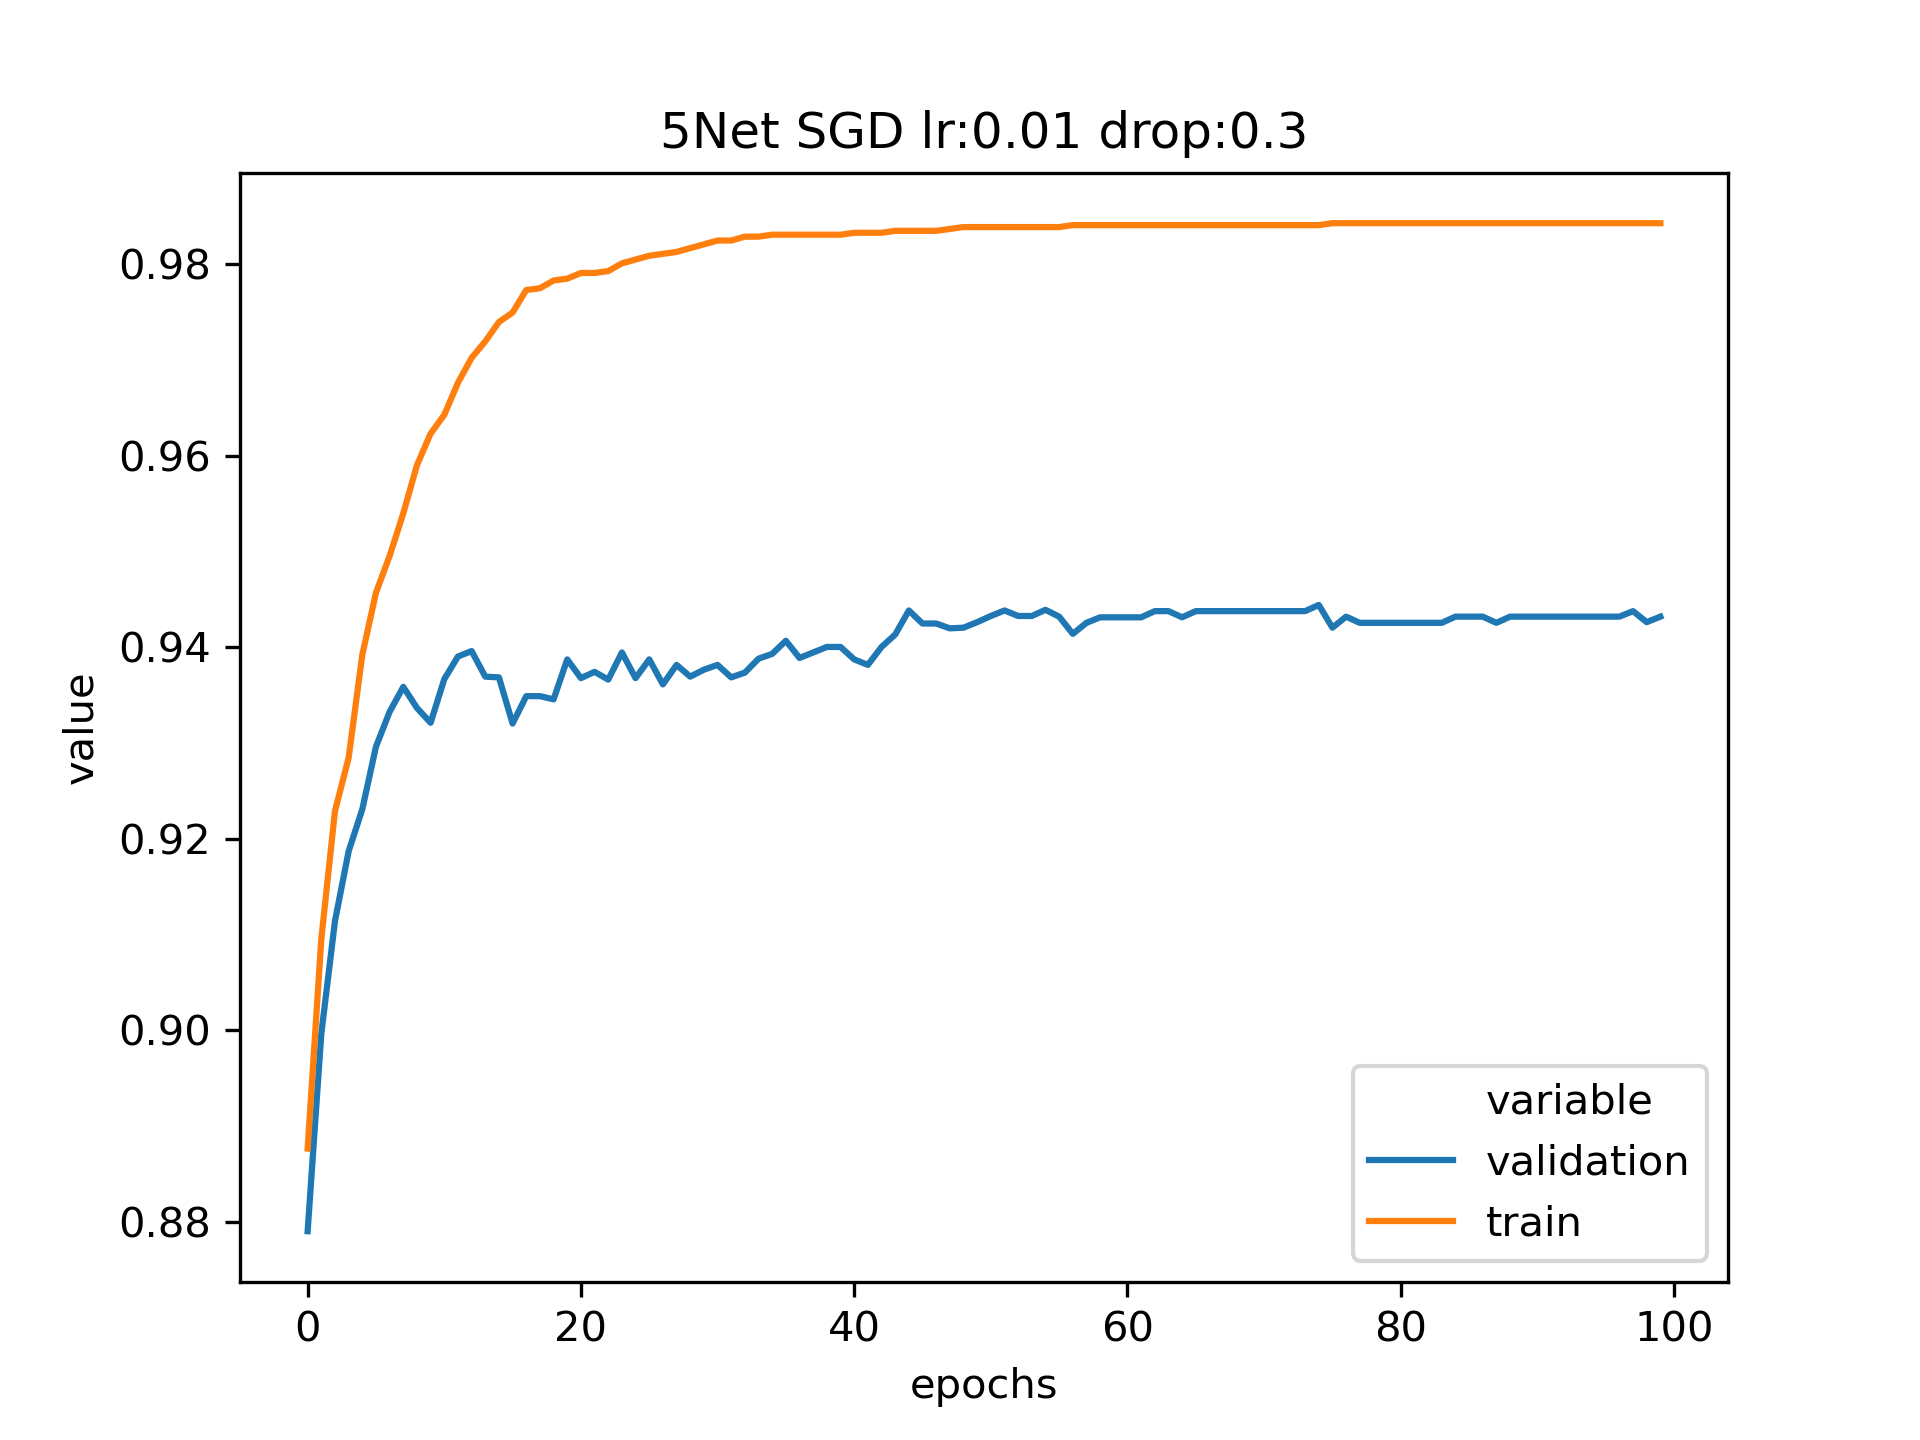 5Net SGD lr:0.01 drop:0.3
value
0.98
0.96
0.94
0.92
0.90
0.88
variable
validation
train
0 20 40 60 80 100
epochs